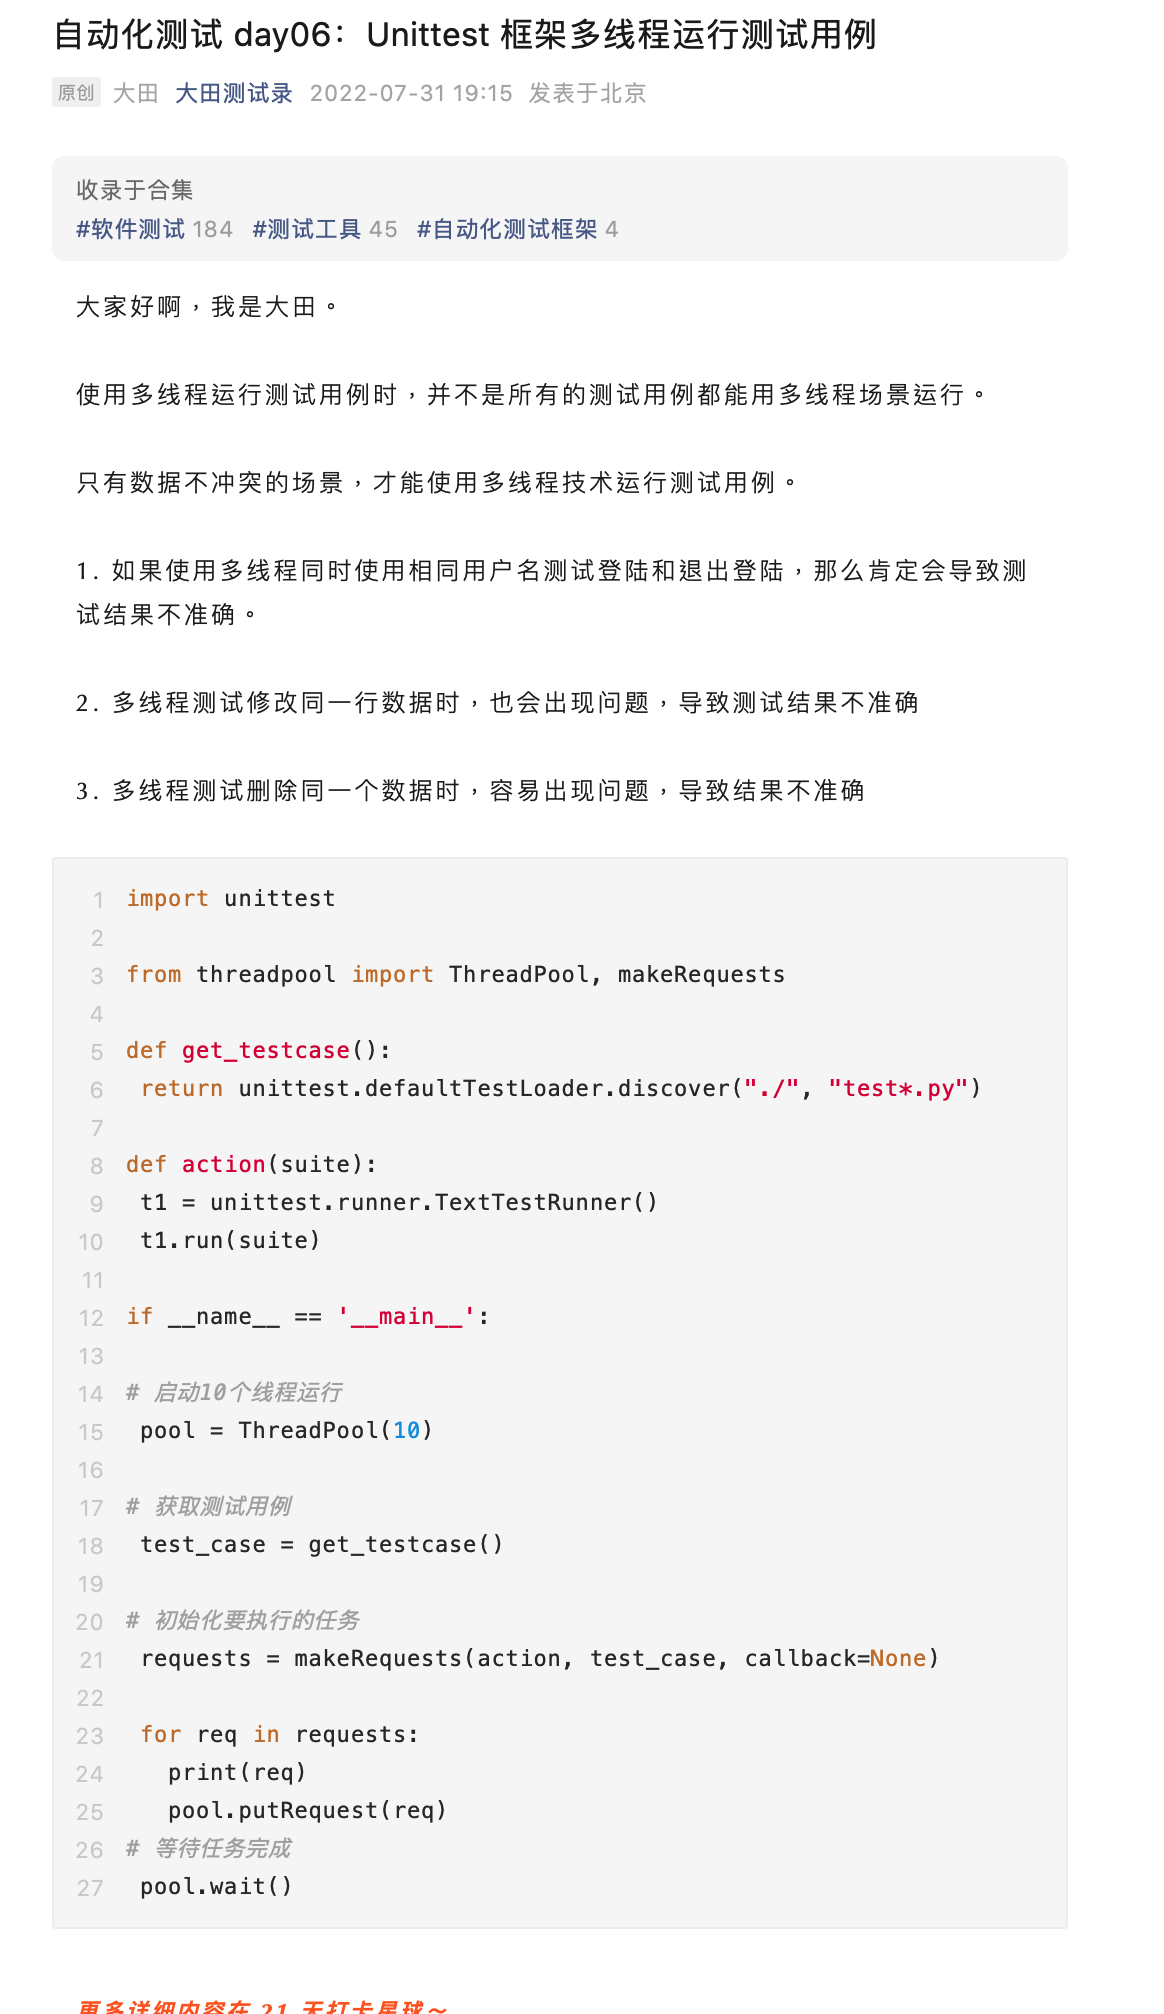 自动化测试 day06：Unittest 框架多线程运行测试用例
原创 大田 大田测试录 2022-07-31 19:15 发表于北京
收录于合集
#软件测试 184 #测试工具 45 #自动化测试框架 4
大家好啊，我是大田。
使用多线程运行测试用例时，并不是所有的测试用例都能用多线程场景运行。
只有数据不冲突的场景，才能使用多线程技术运行测试用例。
1. 如果使用多线程同时使用相同用户名测试登陆和退出登陆，那么肯定会导致测
试结果不准确。
2. 多线程测试修改同一行数据时，也会出现问题，导致测试结果不准确
3. 多线程测试删除同一个数据时，容易出现问题，导致结果不准确
1 import unittest
2
3 from threadpool import ThreadPool, makeRequests
4
5 def get_testcase():
6  return unittest.defaultTestLoader.discover("./", "test*.py")
7
8 def action(suite):
9  t1 = unittest.runner.TextTestRunner()
10  t1.run(suite)
11
12 if __name__ == '__main__':
13
14 # 启动10个线程运行
15  pool = ThreadPool(10)
16
17 # 获取测试用例
18  test_case = get_testcase()
19
20 # 初始化要执行的任务
21  requests = makeRequests(action, test_case, callback=None)
22
23  for req in requests:
24    print(req)
25    pool.putRequest(req)
26 # 等待任务完成
27  pool.wait()
更多详细内容在 21 天打卡星球～